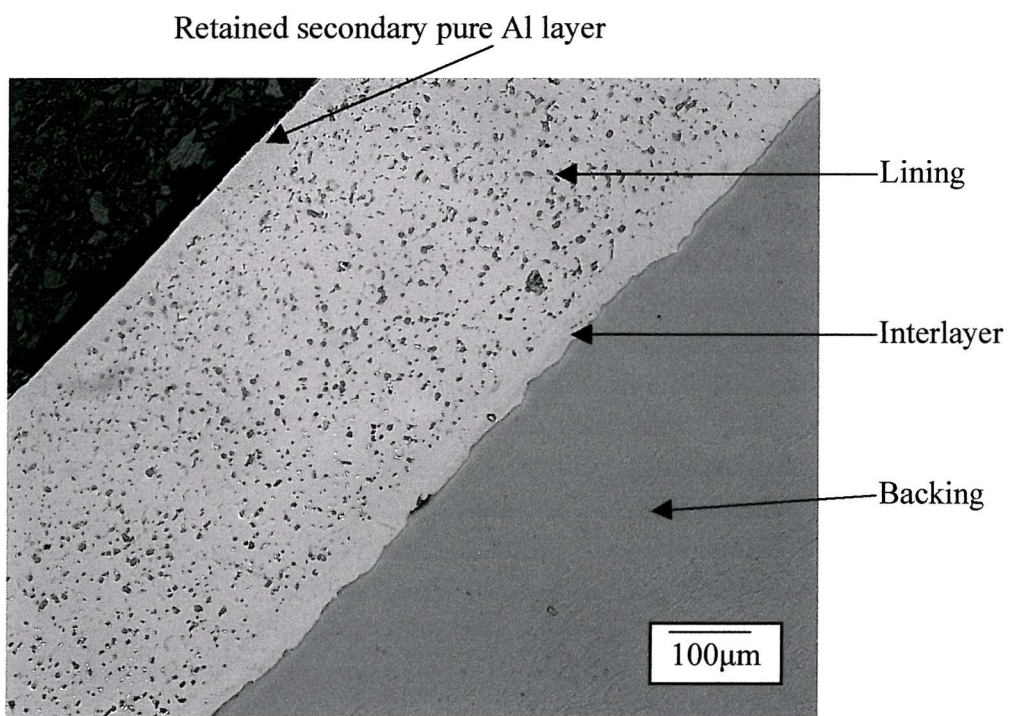 Retained secondary pure Al layer
Lining
Interlayer
Backing
100μm